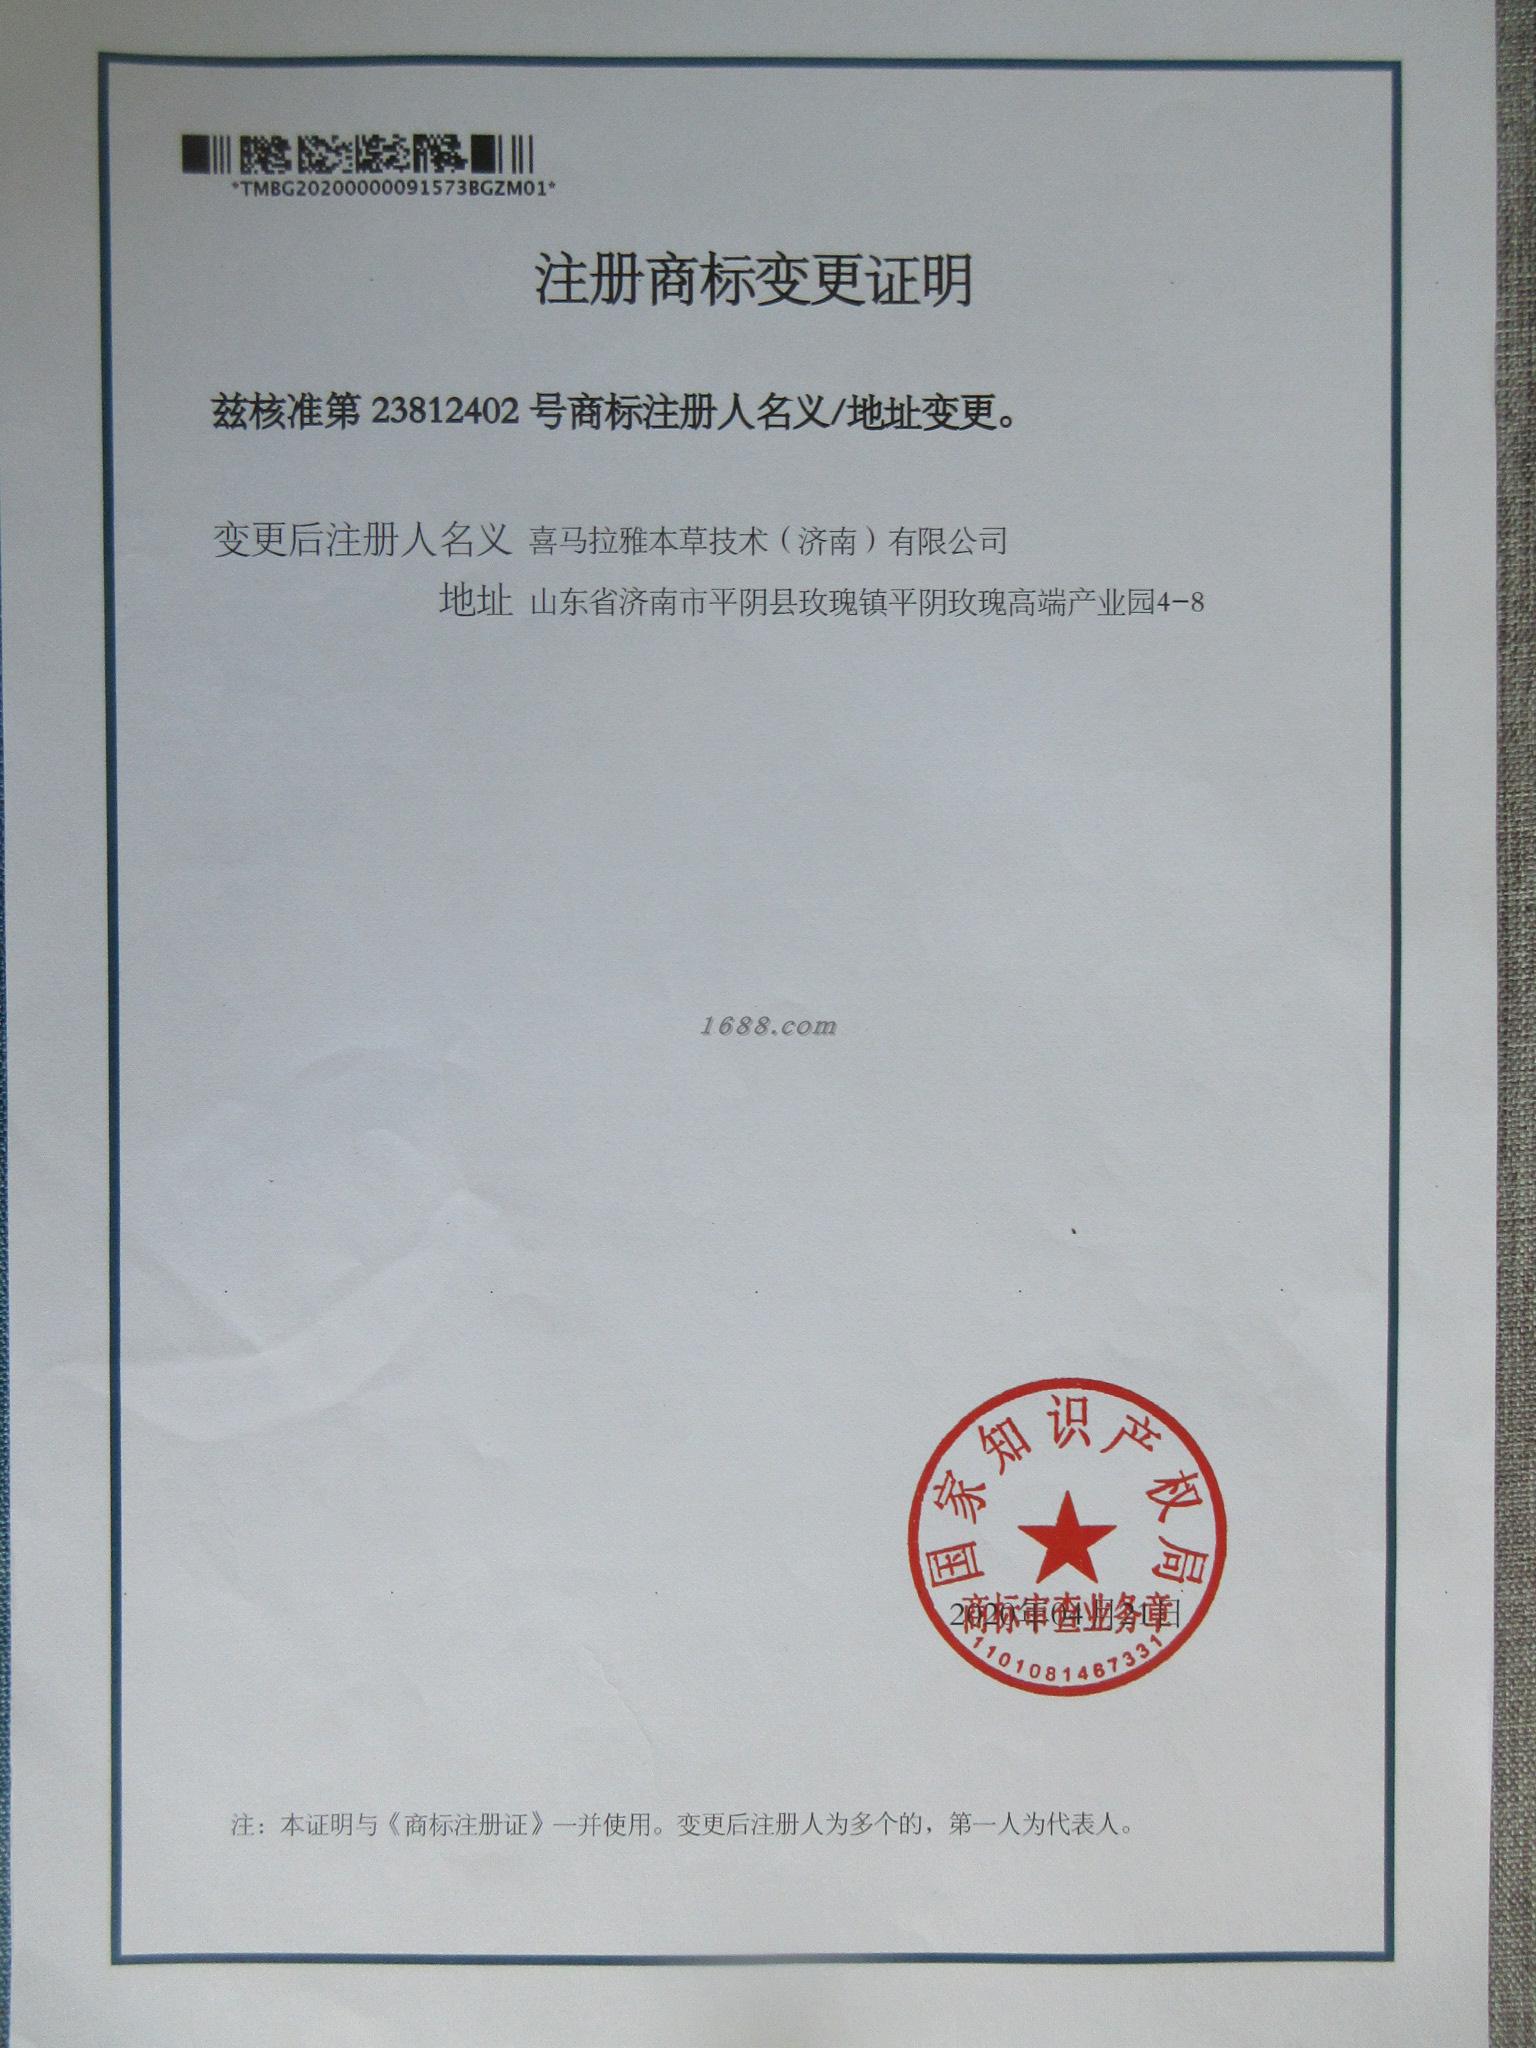 *TMBG20200000091573BGZM01*
注册商标变更证明
兹核准第 23812402 号商标注册人名义/地址变更。
变更后注册人名义 喜马拉雅本草技术（济南）有限公司
地址 山东省济南市平阴县玫瑰镇平阴玫瑰高端产业园4-8
1688.com
国家知识产权局
商标审查业务章
2020年04月21日
1101081467331
注：本证明与《商标注册证》一并使用。变更后注册人为多个的，第一人为代表人。